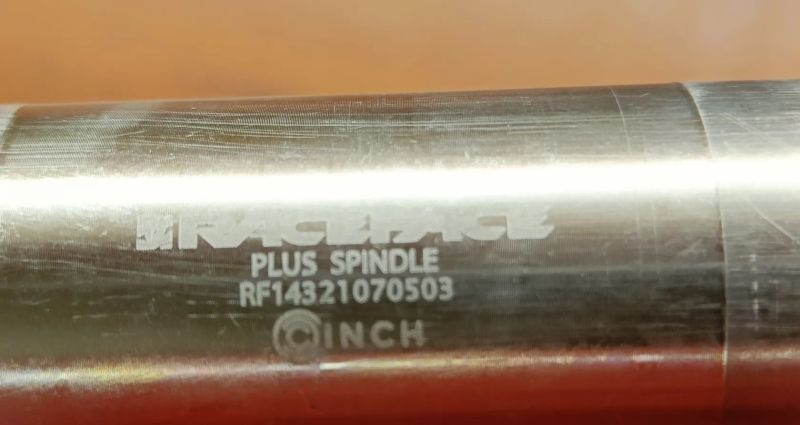 RACEFACE
PLUS SPINDLE
RF14321070503
CINCH